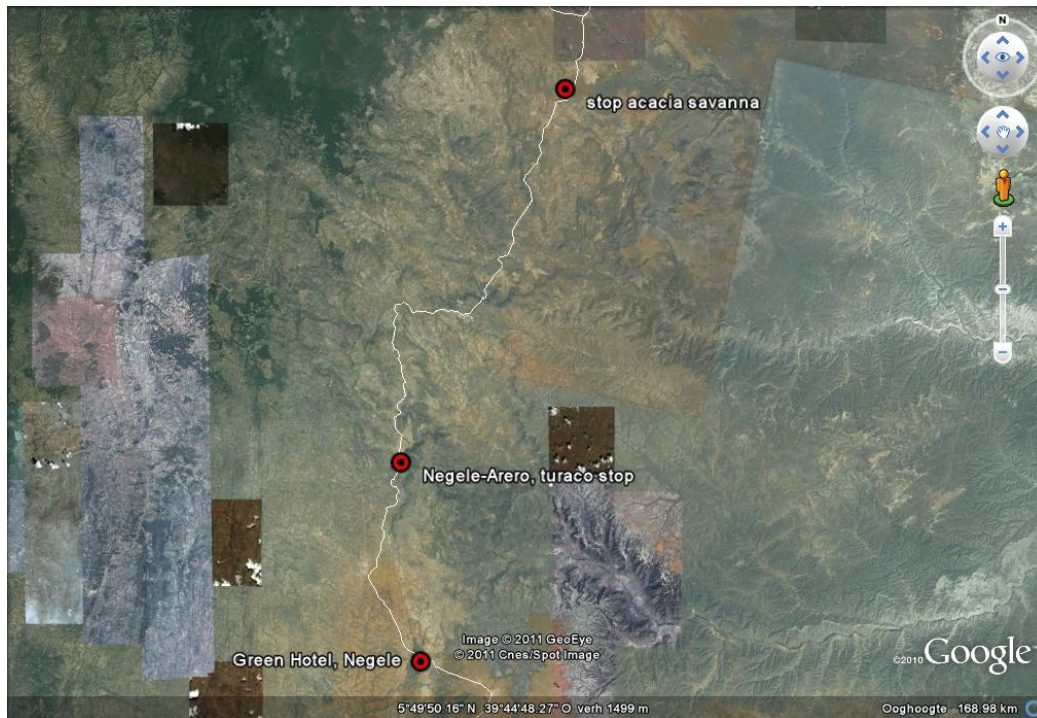 N
stop acacia savanna
Negele-Arero, turaco stop
Green Hotel, Negele
Image © 2011 GeoEye
© 2011 Cnes/Spot Image
©2010 Google
5°49'50.16" N 39°44'48.27" O verh 1499 m
Ooghoogte 168.98 km